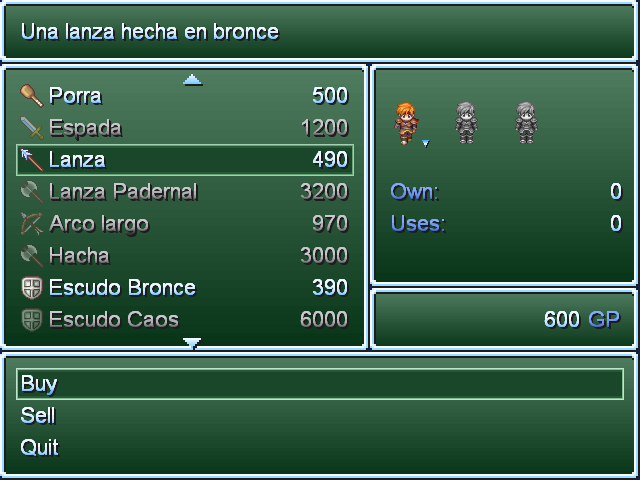 Una lanza hecha en bronce
Porra 500
Espada 1200
Lanza 490
Lanza Padernal 3200
Arco largo 970
Hacha 3000
Escudo Bronce 390
Escudo Caos 6000
Own: 0
Uses: 0
600 GP
Buy
Sell
Quit